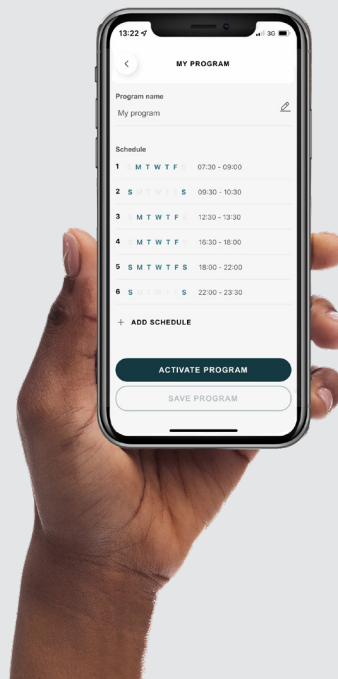 13:22
3G
MY PROGRAM
Program name
My program
Schedule
1 M T W T F 07:30 - 09:00
2 S S 09:30 - 10:30
3 M T W T F 12:30 - 13:30
4 M T W T F 16:30 - 18:00
5 S M T W T F S 18:00 - 22:00
6 S S 22:00 - 23:30
+ ADD SCHEDULE
ACTIVATE PROGRAM
SAVE PROGRAM